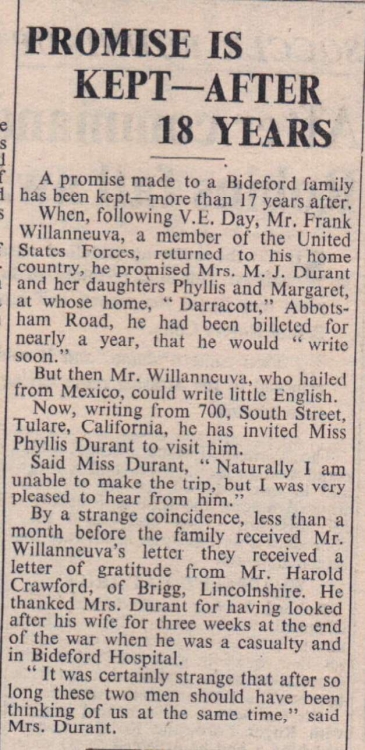 PROMISE IS
KEPT—AFTER
18 YEARS
A promise made to a Bideford family
has been kept—more than 17 years after.
When, following V.E. Day, Mr. Frank
Willanneuva, a member of the United
States Forces, returned to his home
country, he promised Mrs. M. J. Durant
and her daughters Phyllis and Margaret,
at whose home, " Darracott," Abbots-
ham Road, he had been billeted for
nearly a year, that he would " write
soon."
But then Mr. Willanneuva, who hailed
from Mexico, could write little English.
Now, writing from 700, South Street,
Tulare, California, he has invited Miss
Phyllis Durant to visit him.
Said Miss Durant, " Naturally I am
unable to make the trip, but I was very
pleased to hear from him."
By a strange coincidence, less than a
month before the family received Mr.
Willanneuva's letter they received a
letter of gratitude from Mr. Harold
Crawford, of Brigg, Lincolnshire. He
thanked Mrs. Durant for having looked
after his wife for three weeks at the end
of the war when he was a casualty and
in Bideford Hospital.
" It was certainly strange that after so
long these two men should have been
thinking of us at the same time," said
Mrs. Durant.